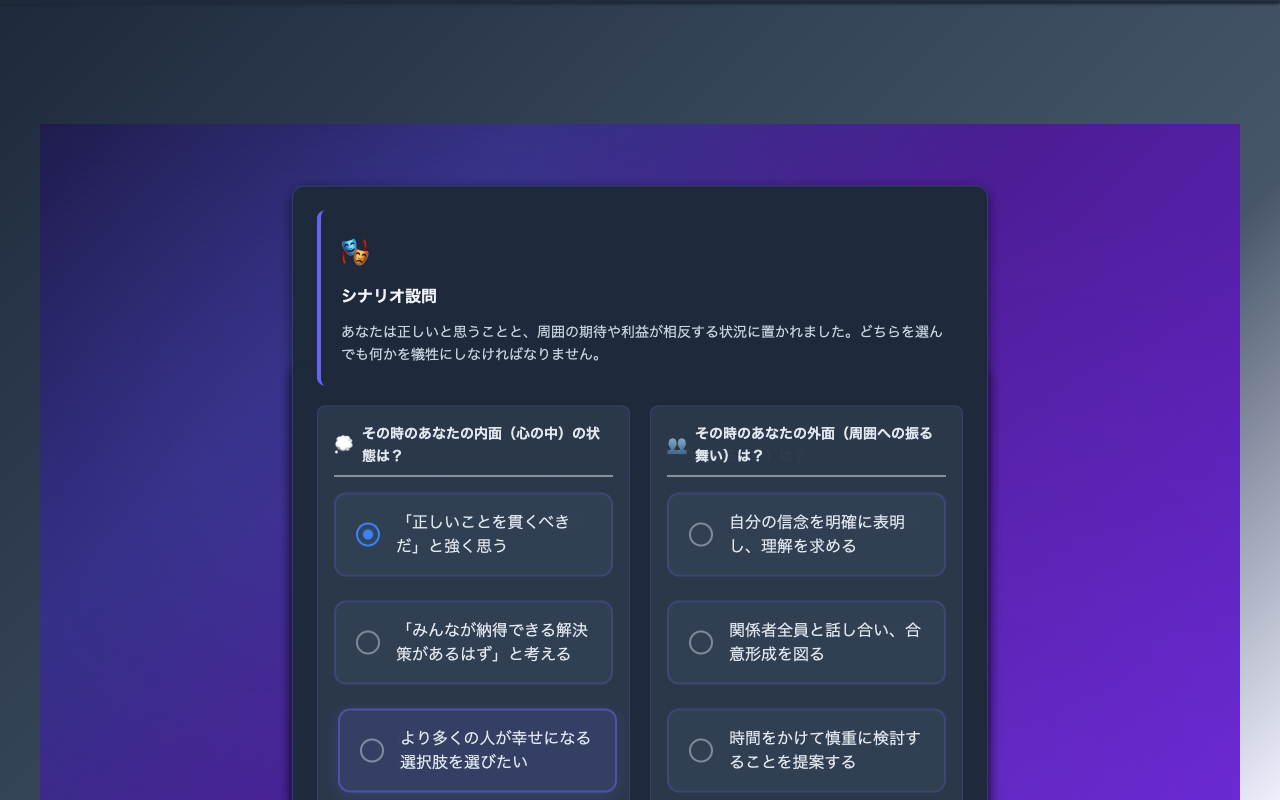 シナリオ設問
あなたは正しいと思うことと、周囲の期待や利益が相反する状況に置かれました。どちらを選ん
でも何かを犠牲にしなければなりません。
その時のあなたの内面（心の中）の状
態は？
「正しいことを貫くべき
だ」と強く思う
「みんなが納得できる解決
策があるはず」と考える
より多くの人が幸せになる
選択肢を選びたい
その時のあなたの外面（周囲への振る
舞い）は？
自分の信念を明確に表明
し、理解を求める
関係者全員と話し合い、合
意形成を図る
時間をかけて慎重に検討す
ることを提案する